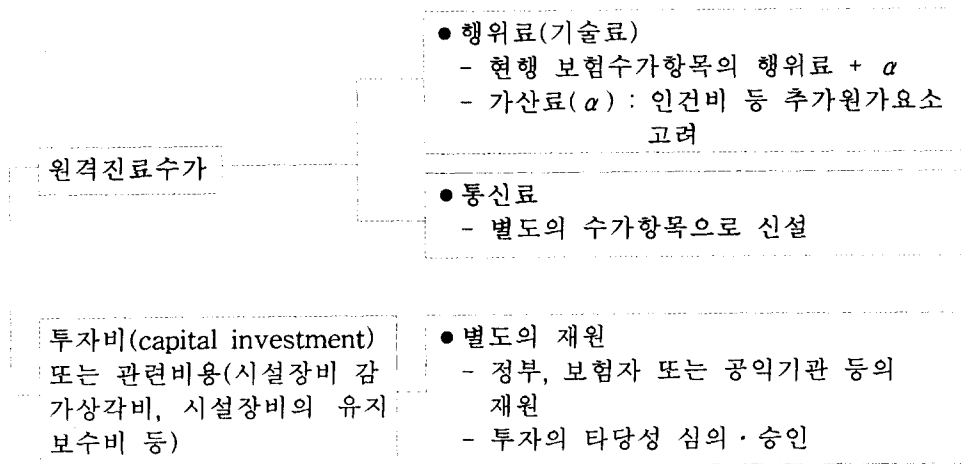 ● 행위료(기술료)
- 현행 보험수가항목의 행위료 + α
- 가산료(α) : 인건비 등 추가원가요소
고려
원격진료수가
● 통신료
- 별도의 수가항목으로 신설
투자비(capital investment)
또는 관련비용(시설장비 감
가상각비, 시설장비의 유지
보수비 등)
● 별도의 재원
- 정부, 보험자 또는 공익기관 등의
재원
- 투자의 타당성 심의 · 승인